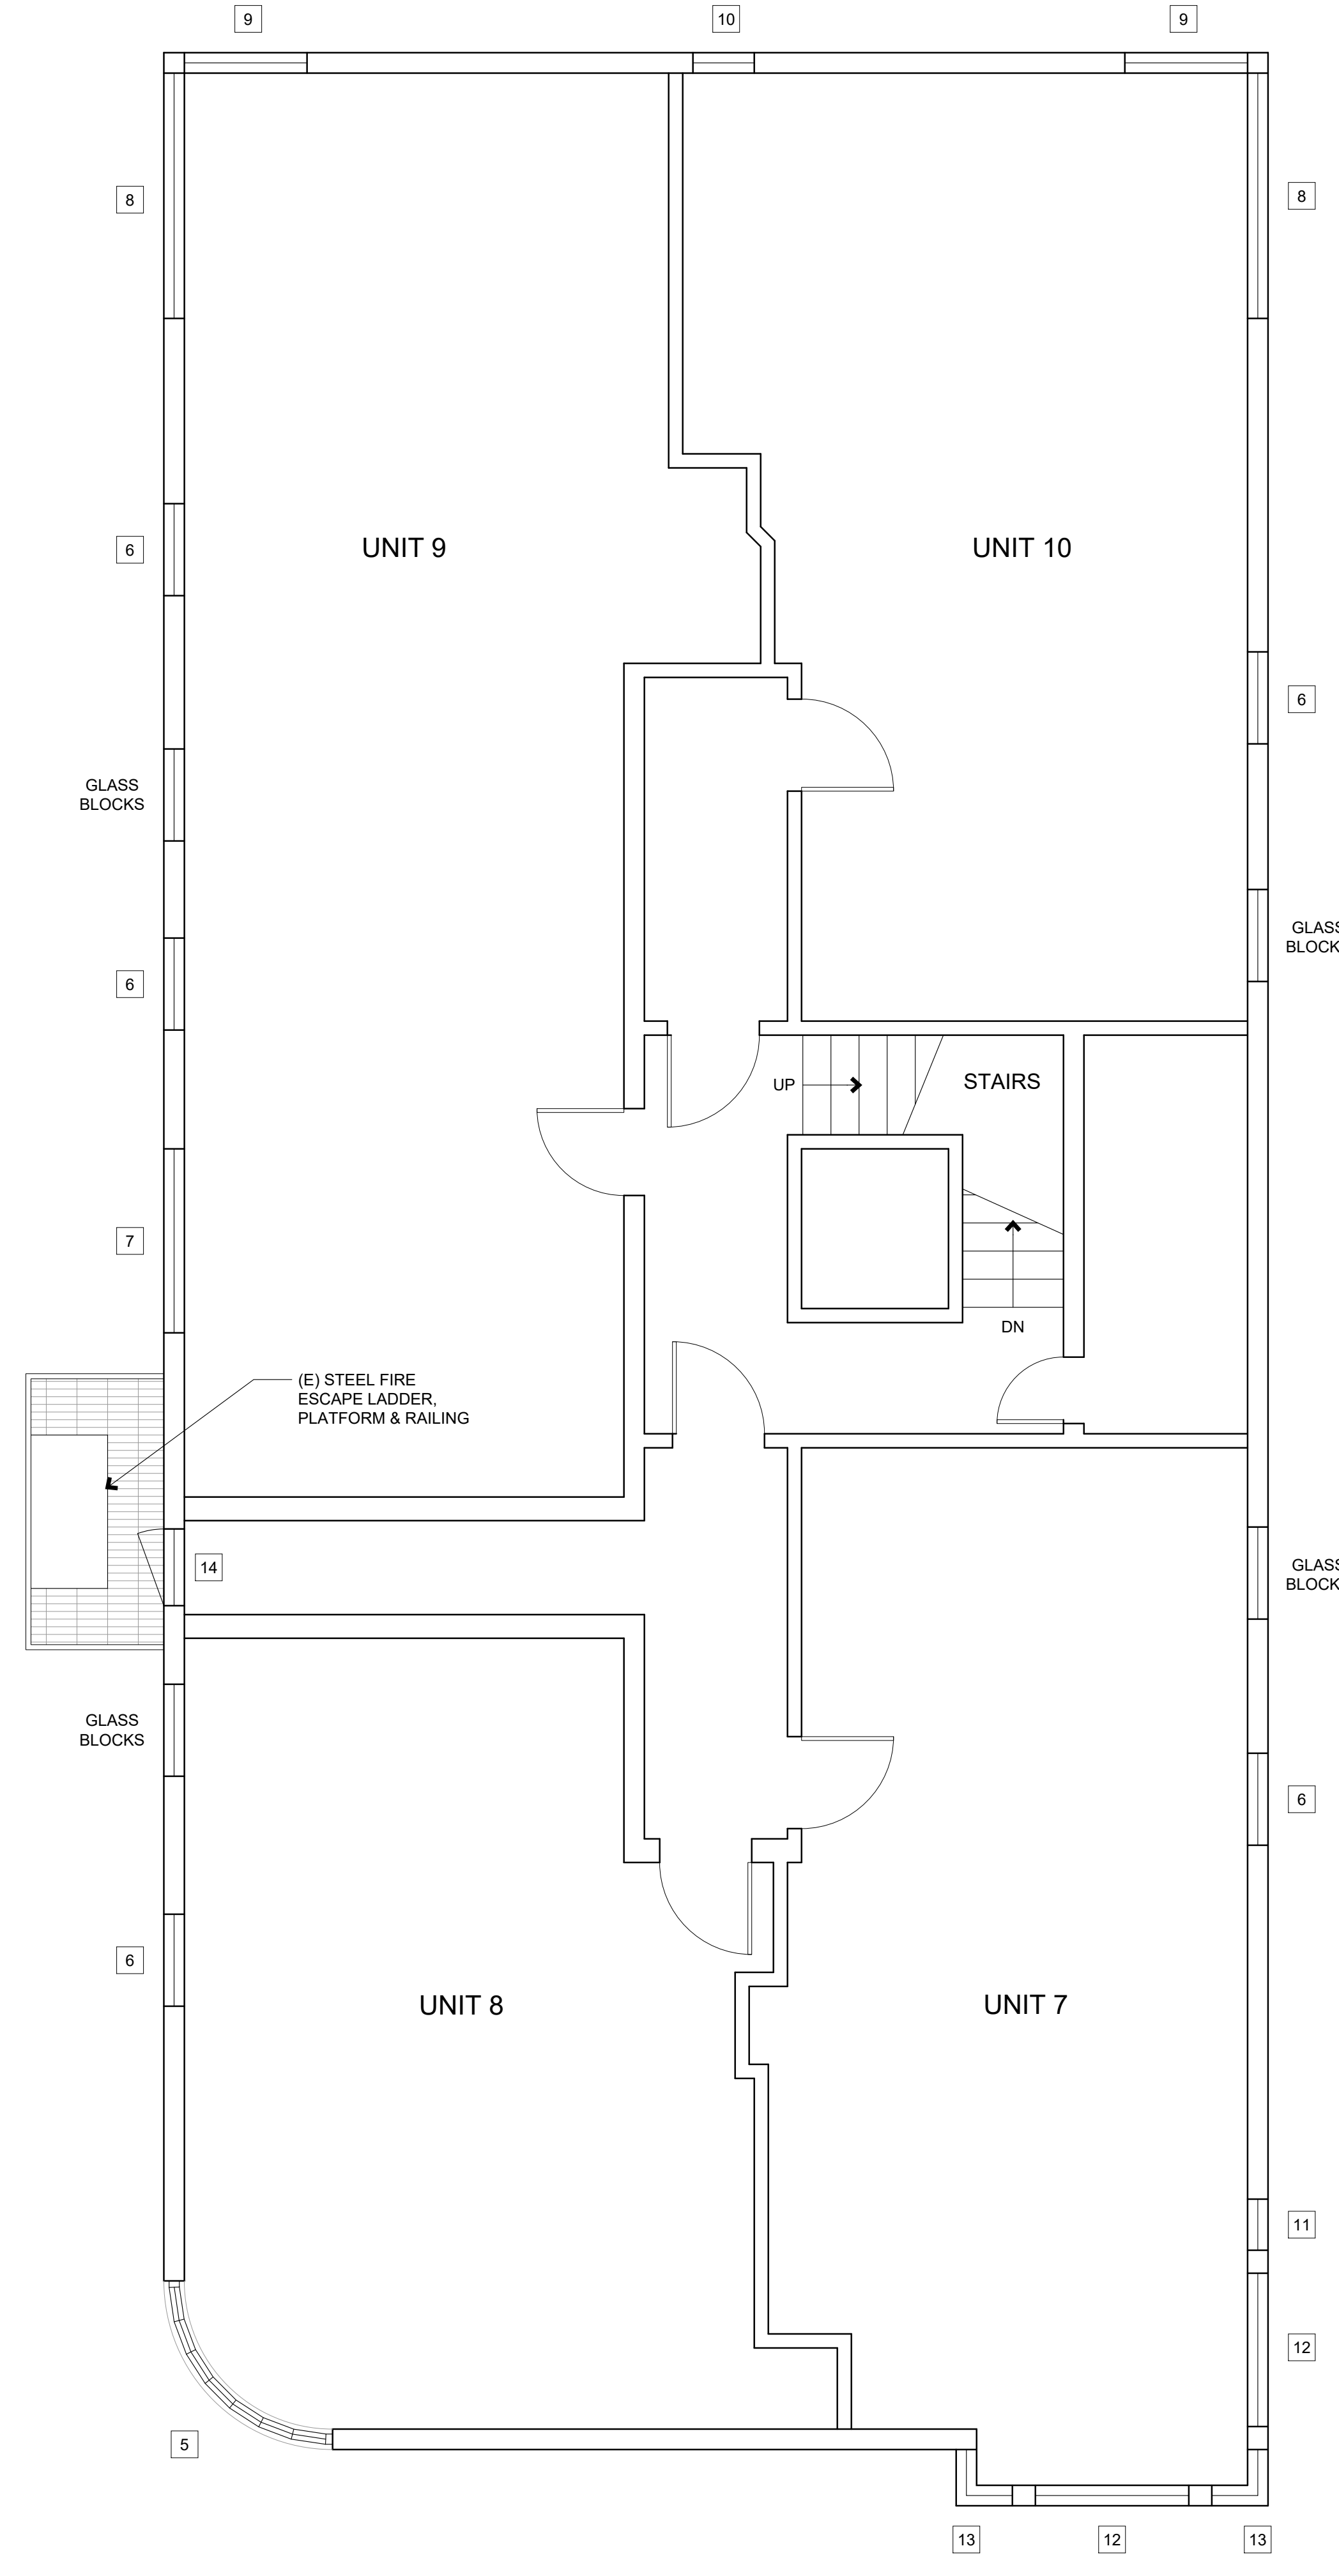 9
10
9
8
8
UNIT 9
UNIT 10
6
6
GLASS
BLOCKS
GLASS
BLOCK
6
UP
STAIRS
7
DN
(E) STEEL FIRE
ESCAPE LADDER,
PLATFORM & RAILING
14
GLASS
BLOCK
GLASS
BLOCKS
6
6
UNIT 8
UNIT 7
11
12
5
13
12
13